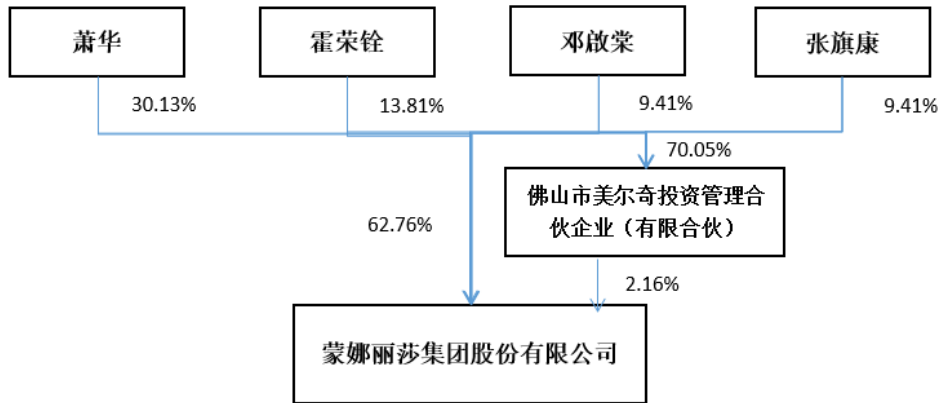 萧华
霍荣铨
邓啟棠
张旗康
30.13%
13.81%
9.41%
9.41%
70.05%
佛山市美尔奇投资管理合
伙企业（有限合伙）
62.76%
2.16%
蒙娜丽莎集团股份有限公司